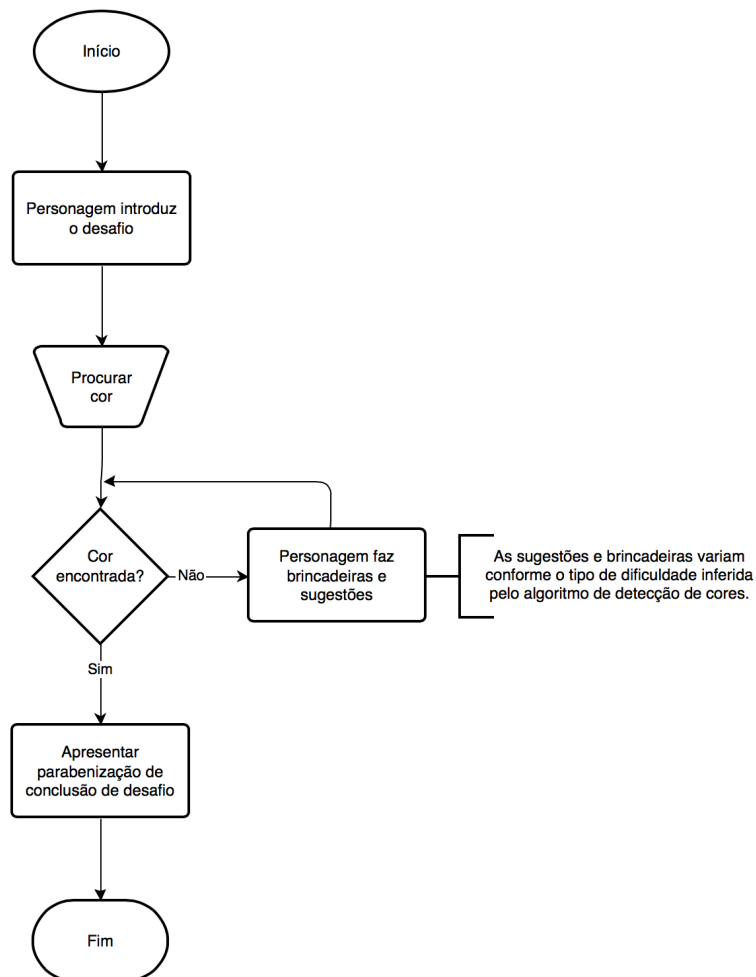 Início
Personagem introduz
o desafio
Procurar
cor
Cor
encontrada?
Não
Personagem faz
brincadeiras e
sugestões
As sugestões e brincadeiras variam
conforme o tipo de dificuldade inferida
pelo algoritmo de detecção de cores.
Sim
Apresentar
parabenização de
conclusão de desafio
Fim